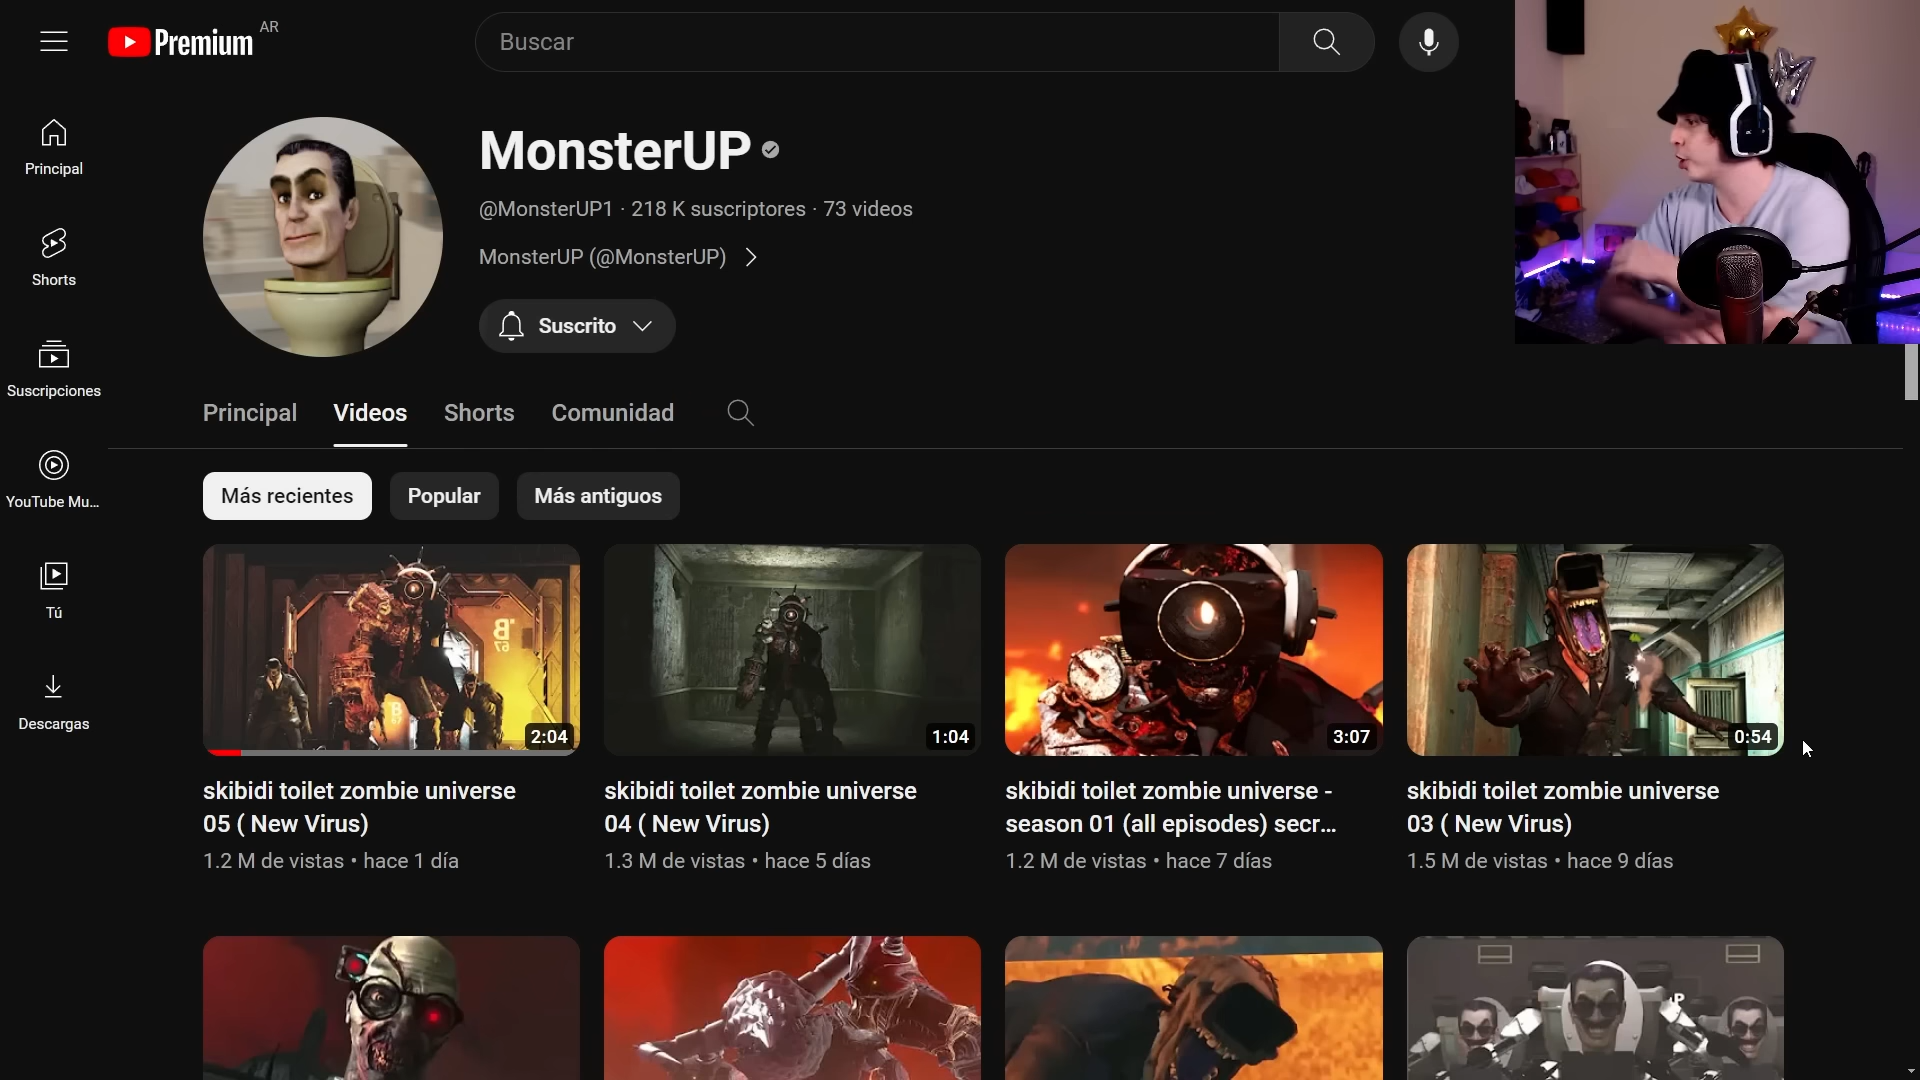 Premium AR
Buscar
Principal
Shorts
Suscripciones
YouTube Mu...
Tú
Descargas
MonsterUP
@MonsterUP1 · 218 K suscriptores · 73 videos
MonsterUP (@MonsterUP)
Suscrito
Principal Videos Shorts Comunidad
Más recientes Popular Más antiguos
2:04
1:04
3:07
0:54
skibidi toilet zombie universe
05 ( New Virus)
1.2 M de vistas • hace 1 día
skibidi toilet zombie universe
04 ( New Virus)
1.3 M de vistas • hace 5 días
skibidi toilet zombie universe -
season 01 (all episodes) secr...
1.2 M de vistas • hace 7 días
skibidi toilet zombie universe
03 ( New Virus)
1.5 M de vistas • hace 9 días